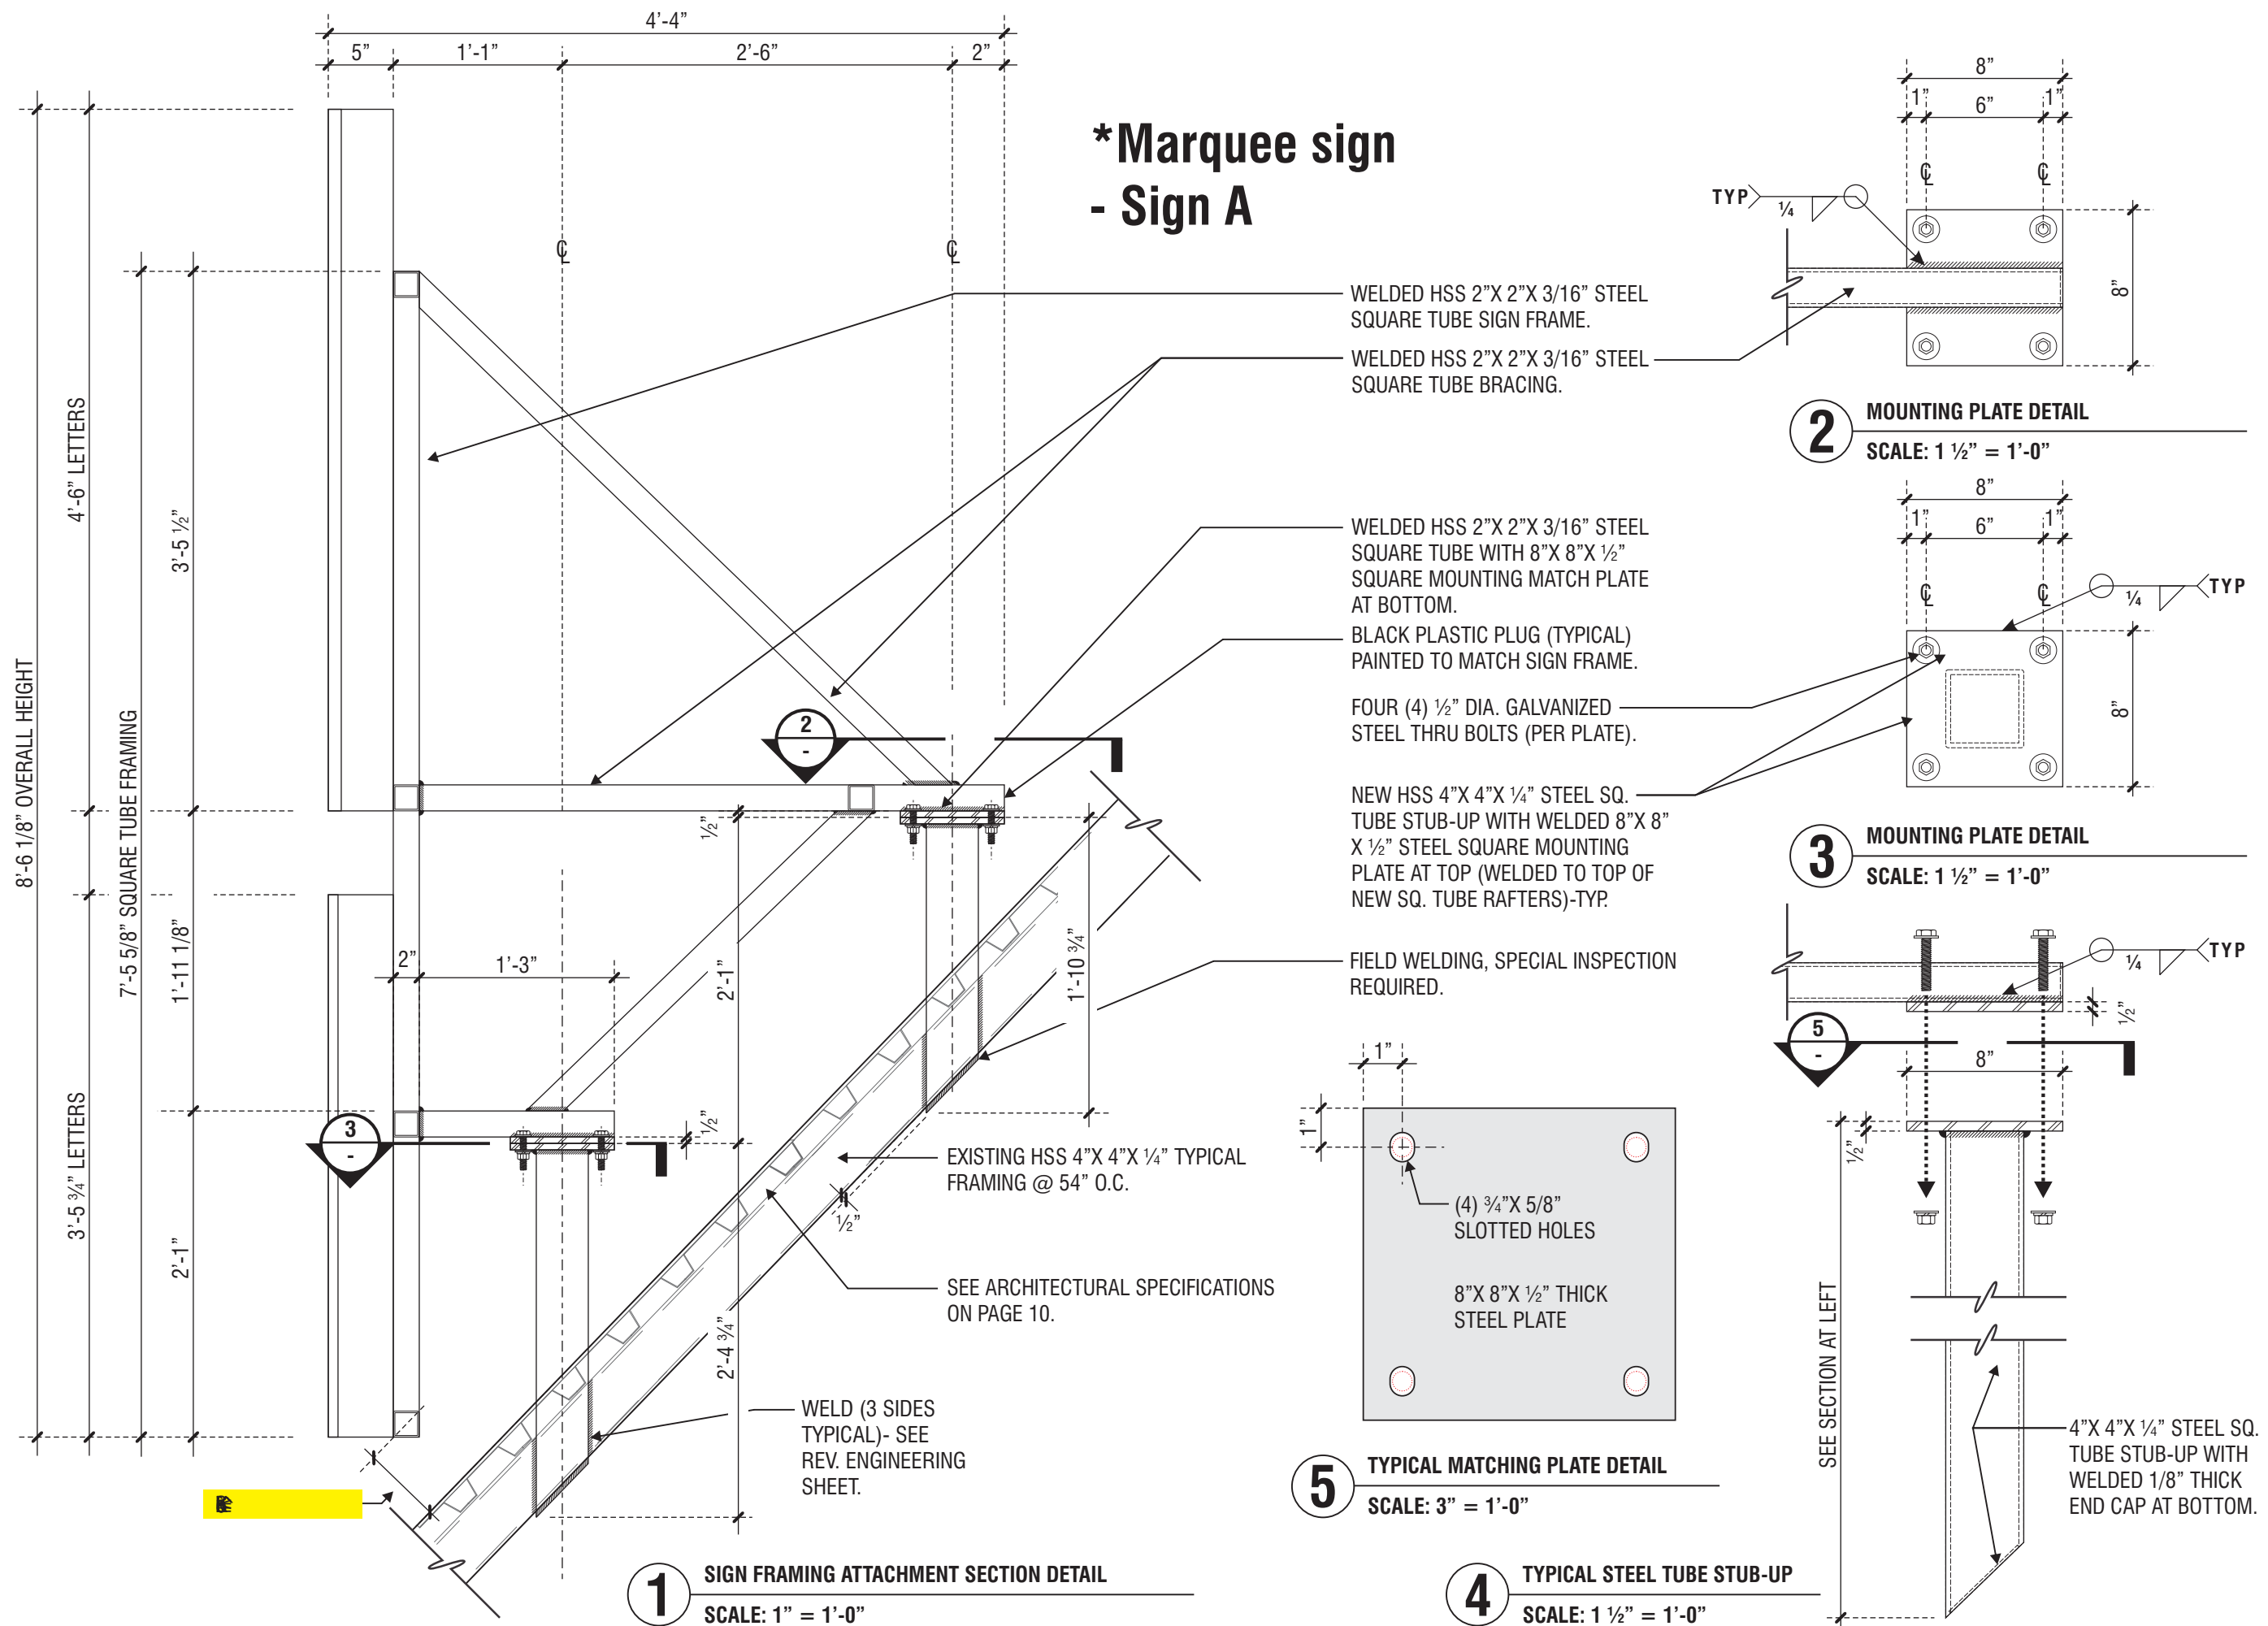 4’-4”
5”
1’-1”
2’-6”
2”
*Marquee sign
- Sign A
℄
℄
8’-6 1/8” OVERALL HEIGHT
4’-6” LETTERS
3’-5 ¾” LETTERS
7’-5 5/8” SQUARE TUBE FRAMING
3’-5 ½”
1’-11 11/8”
2’-1”
2”
1’-3”
½”
2’-1”
½”
2’-4 ¾”
1’-10 ¾”
½”
2
-
3
-
WELDED HSS 2”X 2”X 3/16” STEEL
SQUARE TUBE SIGN FRAME.
WELDED HSS 2”X 2”X 3/16” STEEL
SQUARE TUBE BRACING.
WELDED HSS 2”X 2”X 3/16” STEEL
SQUARE TUBE WITH 8”X 8”X ½”
SQUARE MOUNTING MATCH PLATE
AT BOTTOM.
BLACK PLASTIC PLUG (TYPICAL)
PAINTED TO MATCH SIGN FRAME.
FOUR (4) ½” DIA. GALVANIZED
STEEL THRU BOLTS (PER PLATE).
NEW HSS 4”X 4”X ¼” STEEL SQ.
TUBE STUB-UP WITH WELDED 8”X 8”
X ½” STEEL SQUARE MOUNTING
PLATE AT TOP (WELDED TO TOP OF
NEW SQ. TUBE RAFTERS)-TYP.
FIELD WELDING, SPECIAL INSPECTION
REQUIRED.
EXISTING HSS 4”X 4”X ¼” TYPICAL
FRAMING @ 54” O.C.
SEE ARCHITECTURAL SPECIFICATIONS
ON PAGE 10.
WELD (3 SIDES
TYPICAL)- SEE
REV. ENGINEERING
SHEET.
1
SIGN FRAMING ATTACHMENT SECTION DETAIL
SCALE: 1” = 1’-0”
8”
1”
6”
1”
℄
℄
TYP
¼
8”
2
MOUNTING PLATE DETAIL
SCALE: 1 ½” = 1’-0”
8”
1”
6”
1”
℄
℄
¼
TYP
8”
3
MOUNTING PLATE DETAIL
SCALE: 1 ½” = 1’-0”
¼
TYP
½”
5
-
8”
½”
SEE SECTION AT LEFT
4”X 4”X ¼” STEEL SQ.
TUBE STUB-UP WITH
WELDED 1/8” THICK
END CAP AT BOTTOM.
4
TYPICAL STEEL TUBE STUB-UP
SCALE: 1 ½” = 1’-0”
1”
1”
(4) ¾”X 5/8”
SLOTTED HOLES
8”X 8”X ½” THICK
STEEL PLATE
5
TYPICAL MATCHING PLATE DETAIL
SCALE: 3” = 1’-0”